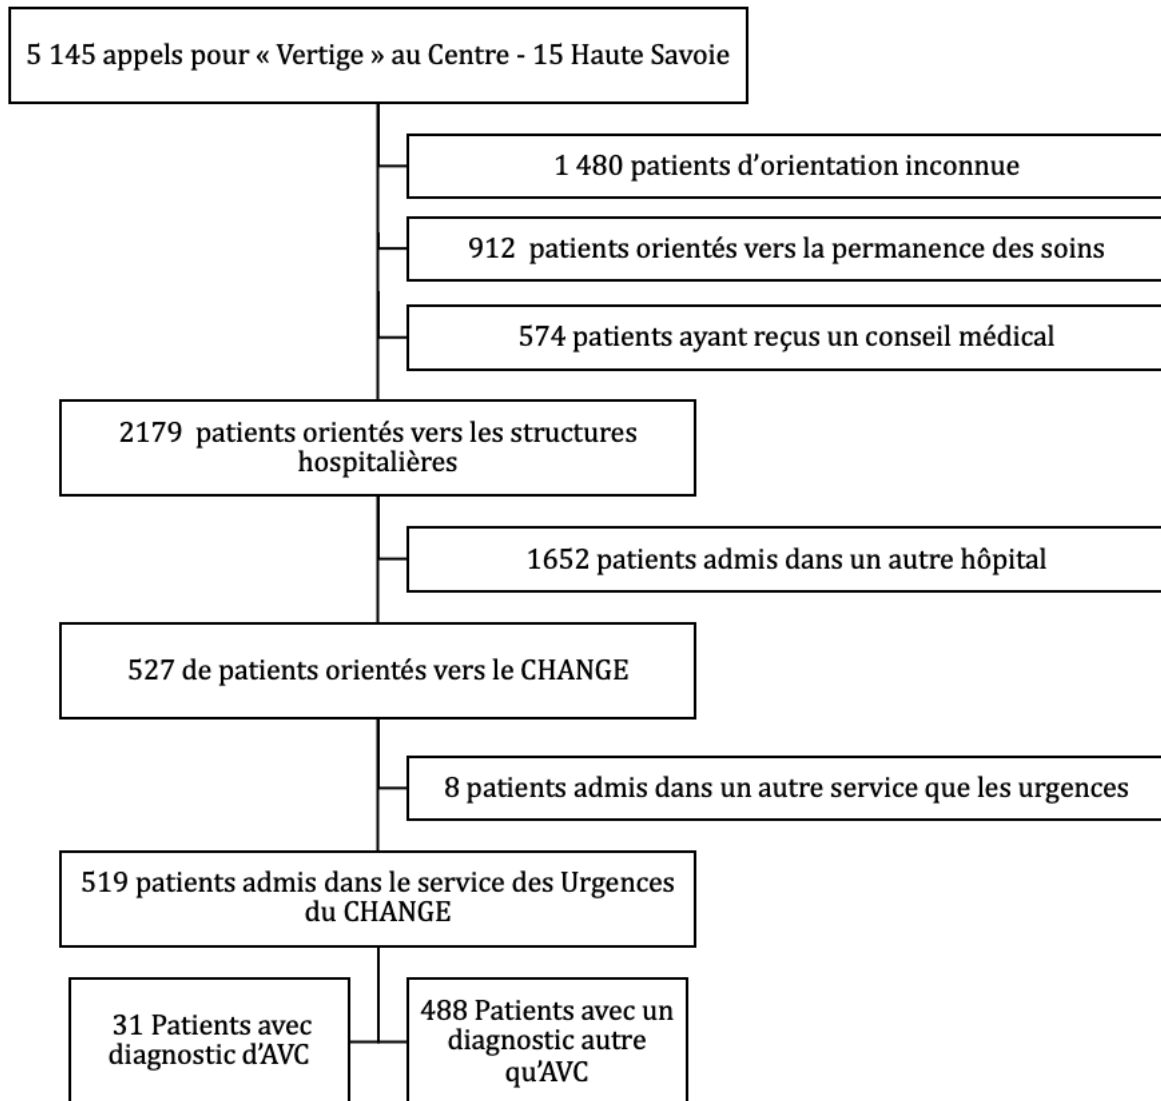 5 145 appels pour « Vertige » au Centre - 15 Haute Savoie
1 480 patients d’orientation inconnue
912 patients orientés vers la permanence des soins
574 patients ayant reçus un conseil médical
2179 patients orientés vers les structures
hospitalières
1652 patients admis dans un autre hôpital
527 de patients orientés vers le CHANGE
8 patients admis dans un autre service que les urgences
519 patients admis dans le service des Urgences
du CHANGE
31 Patients avec
diagnostic d’AVC
488 Patients avec un
diagnostic autre
qu’AVC